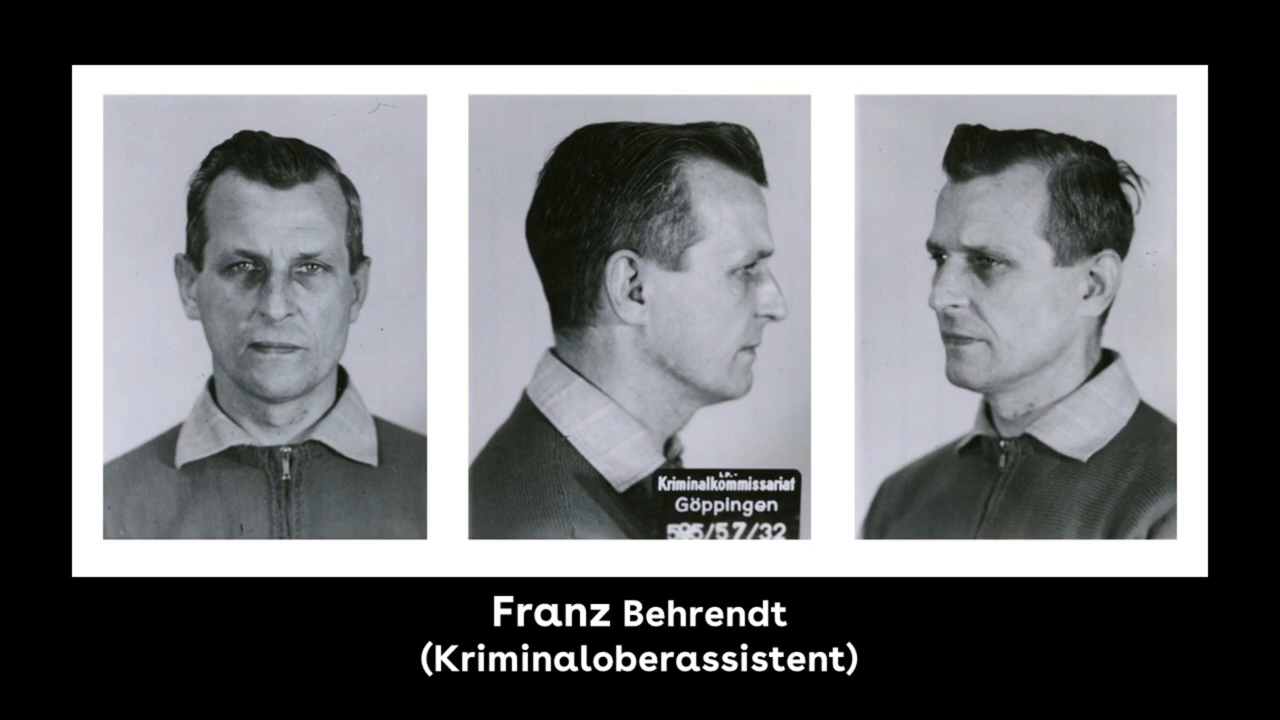 L.P.-
Kriminalkommissariat
Göppingen
595/57/32
Franz Behrendt
(Kriminaloberassistent)